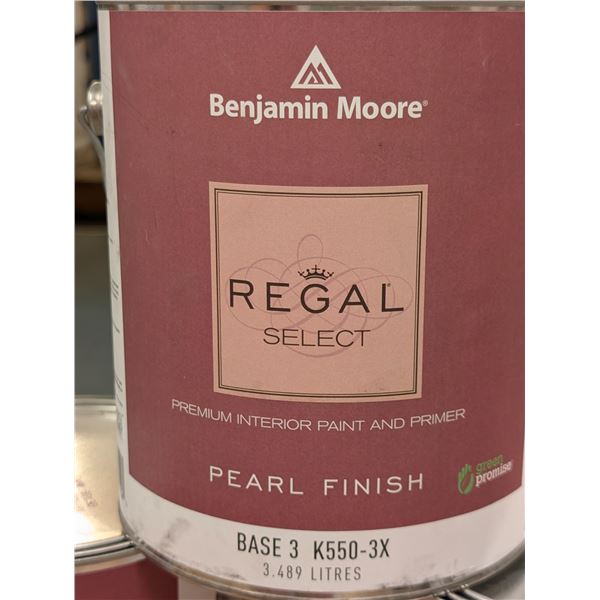 Benjamin Moore®
REGAL®
SELECT
PREMIUM INTERIOR PAINT AND PRIMER
PEARL FINISH
green
promise®
BASE 3 K550-3X
3.489 LITRES